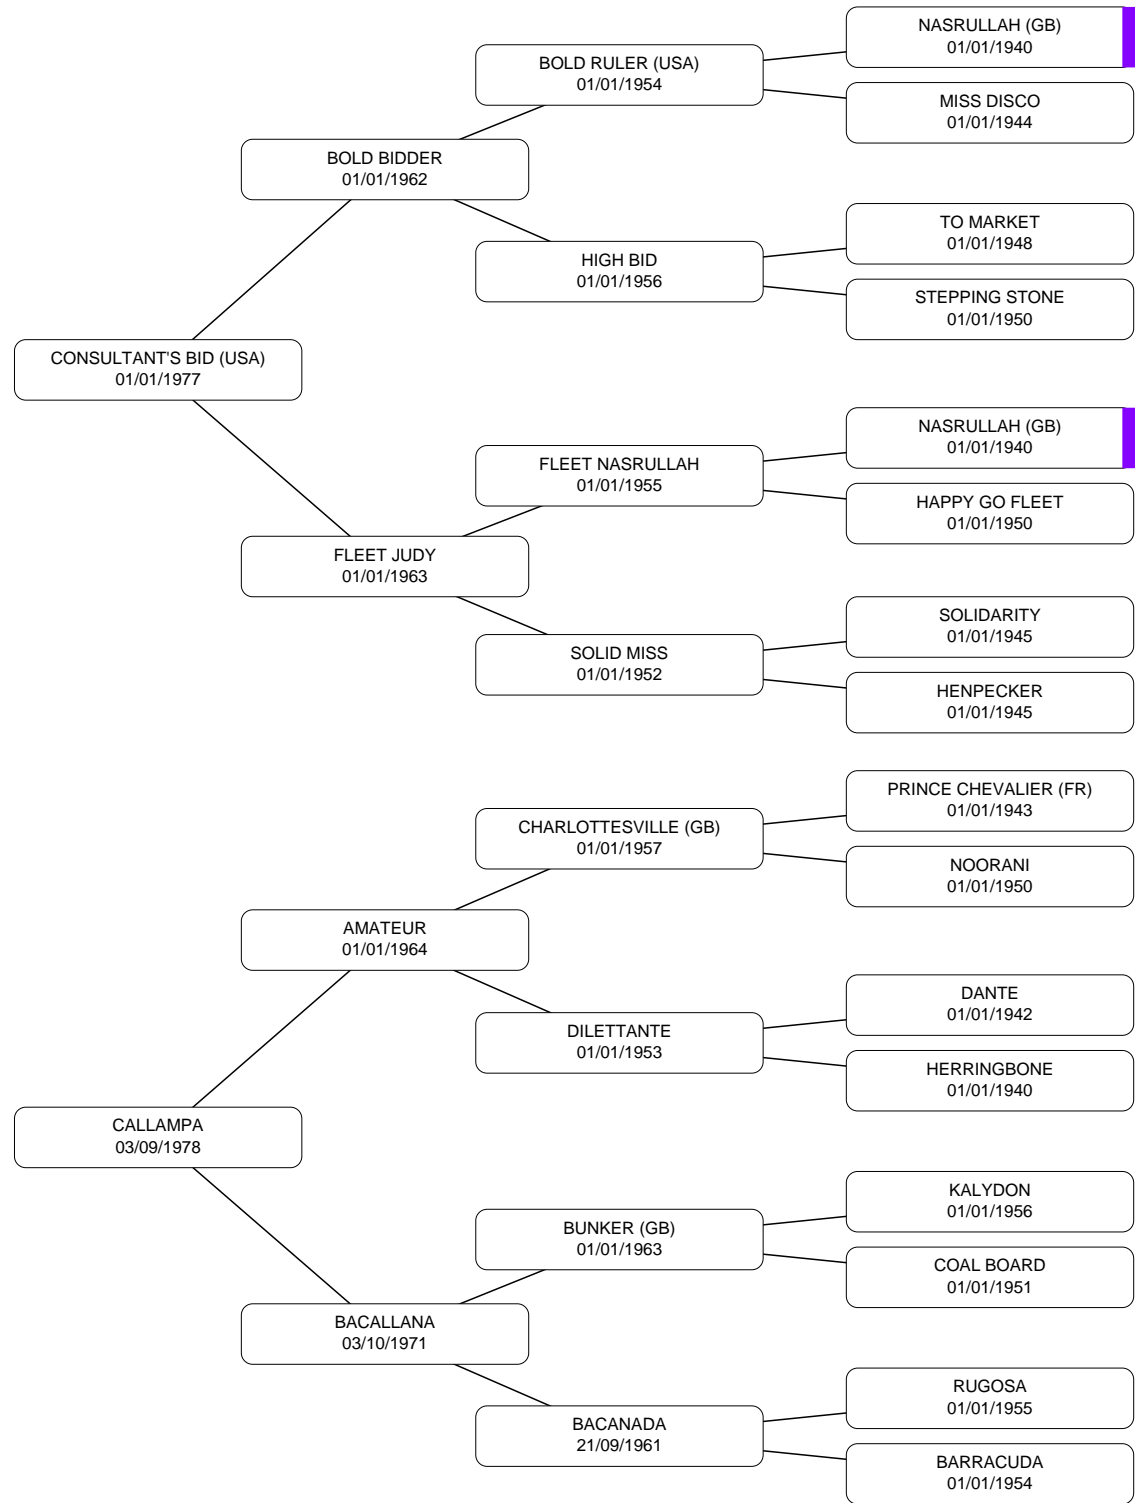 NASRULLAH (GB)
01/01/1940
BOLD RULER (USA)
01/01/1954
MISS DISCO
01/01/1944
BOLD BIDDER
01/01/1962
TO MARKET
01/01/1948
HIGH BID
01/01/1956
STEPPING STONE
01/01/1950
CONSULTANT'S BID (USA)
01/01/1977
NASRULLAH (GB)
01/01/1940
FLEET NASRULLAH
01/01/1955
HAPPY GO FLEET
01/01/1950
FLEET JUDY
01/01/1963
SOLIDARITY
01/01/1945
SOLID MISS
01/01/1952
HENPECKER
01/01/1945
PRINCE CHEVALIER (FR)
01/01/1943
CHARLOTTESVILLE (GB)
01/01/1957
NOORANI
01/01/1950
AMATEUR
01/01/1964
DANTE
01/01/1942
DILETTANTE
01/01/1953
HERRINGBONE
01/01/1940
CALLAMPA
03/09/1978
KALYDON
01/01/1956
BUNKER (GB)
01/01/1963
COAL BOARD
01/01/1951
BACALLANA
03/10/1971
RUGOSA
01/01/1955
BACANADA
21/09/1961
BARRACUDA
01/01/1954